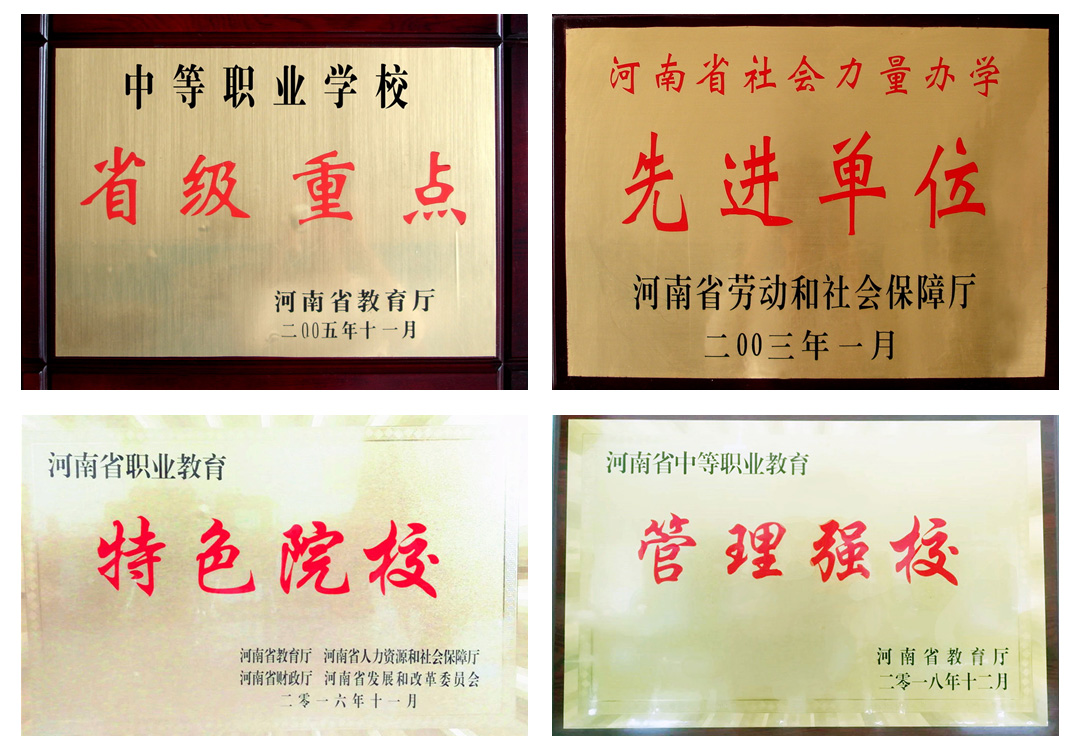 中等职业学校
省级重点
河南省教育厅
二00五年十一月
河南省社会力量办学
先进单位
河南省劳动和社会保障厅
二00三年一月
河南省职业教育
特色院校
河南省教育厅 河南省人力资源和社会保障厅
河南省财政厅 河南省发展和改革委员会
二零一六年十一月
河南省中等职业教育
管理强校
河南省教育厅
二零一八年十二月